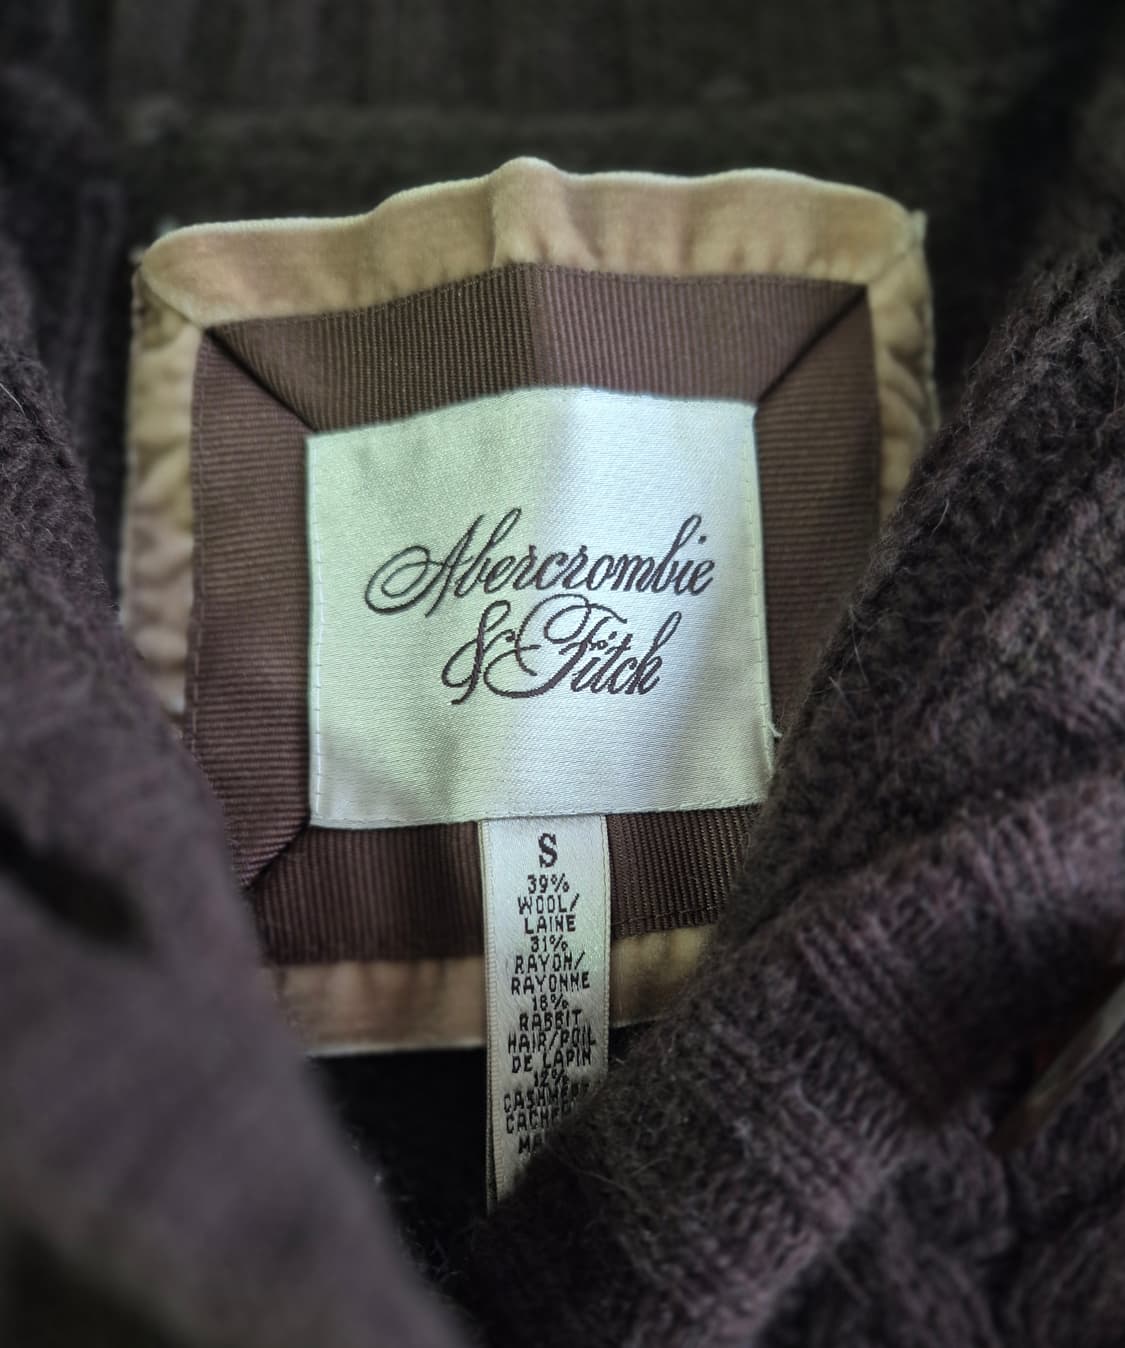 Abercrombie
& Fitch
S
39%
WOOL/
LAINE
31%
RAYON/
RAYONNE
18%
RABBIT
HAIR/POIL
DE LAPIN
12%